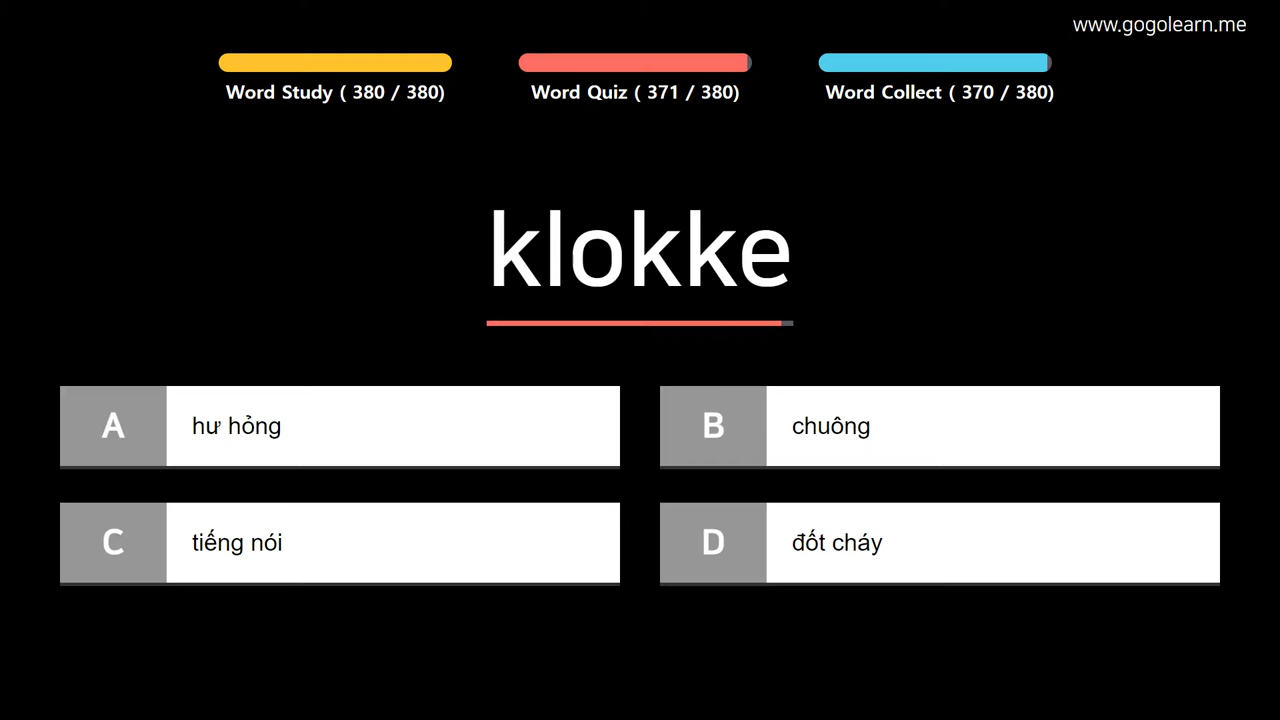 www.gogolearn.me
Word Study ( 380 / 380)
Word Quiz ( 371 / 380)
Word Collect ( 370 / 380)
klokke
A hư hỏng
B chuông
C tiếng nói
D đốt cháy